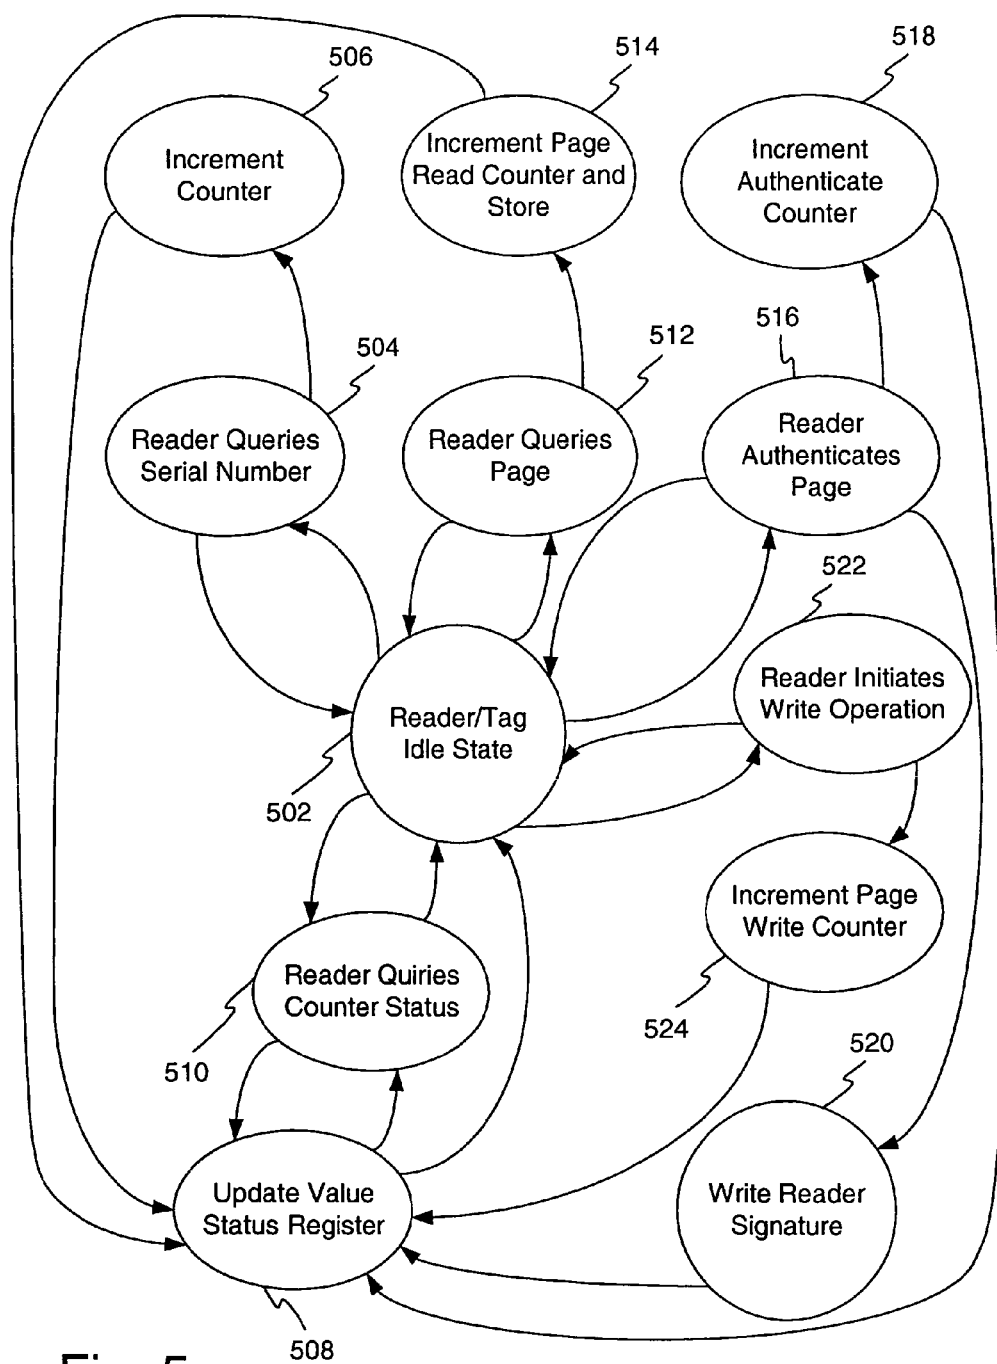 506
514
518
Increment
Counter
Increment Page
Read Counter and
Store
Increment
Authenticate
Counter
504
512
516
Reader Queries
Serial Number
Reader Queries
Page
Reader
Authenticates
Page
522
Reader/Tag
Idle State
Reader Initiates
Write Operation
502
Increment Page
Write Counter
Reader Quiries
Counter Status
510
524
520
Update Value
Status Register
Write Reader
Signature
508
Fig. 5